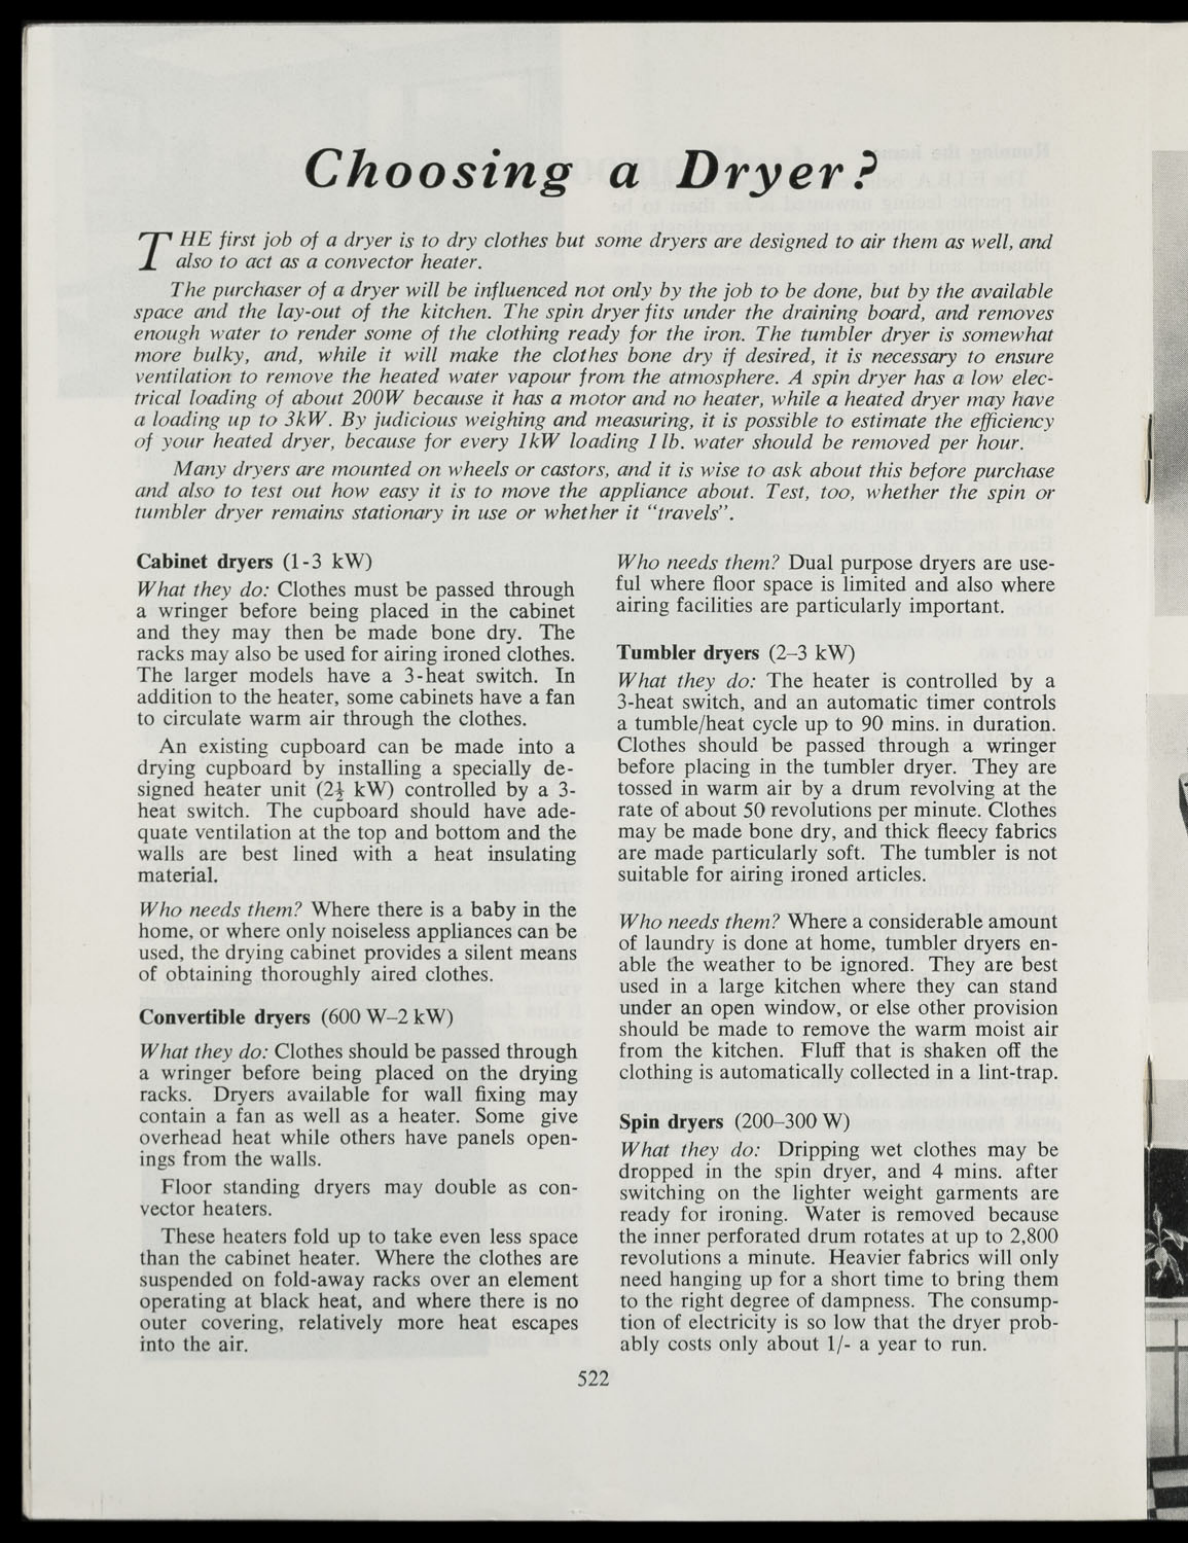 Choosing a Dryer?
THE first job of a dryer is to dry clothes but some dryers are designed to air them as well, and
also to act as a convector heater.
The purchaser of a dryer will be influenced not only by the job to be done, but by the available
space and the lay-out of the kitchen. The spin dryer fits under the draining board, and removes
enough water to render some of the clothing ready for the iron. The tumbler dryer is somewhat
more bulky, and, while it will make the clothes bone dry if desired, it is necessary to ensure
ventilation to remove the heated water vapour from the atmosphere. A spin dryer has a low elec-
trical loading of about 200W because it has a motor and no heater, while a heated dryer may have
a loading up to 3kW. By judicious weighing and measuring, it is possible to estimate the efficiency
of your heated dryer, because for every 1kW loading 1 lb. water should be removed per hour.
Many dryers are mounted on wheels or castors, and it is wise to ask about this before purchase
and also to test out how easy it is to move the appliance about. Test, too, whether the spin or
tumbler dryer remains stationary in use or whether it "travels".
Cabinet dryers (1-3 kW)
What they do: Clothes must be passed through
a wringer before being placed in the cabinet
and they may then be made bone dry. The
racks may also be used for airing ironed clothes.
The larger models have a 3-heat switch. In
addition to the heater, some cabinets have a fan
to circulate warm air through the clothes.
An existing cupboard can be made into a
drying cupboard by installing a specially de-
signed heater unit (2½ kW) controlled by a 3-
heat switch. The cupboard should have ade-
quate ventilation at the top and bottom and the
walls are best lined with a heat insulating
material.
Who needs them? Where there is a baby in the
home, or where only noiseless appliances can be
used, the drying cabinet provides a silent means
of obtaining thoroughly aired clothes.
Convertible dryers (600 W–2 kW)
What they do: Clothes should be passed through
a wringer before being placed on the drying
racks. Dryers available for wall fixing may
contain a fan as well as a heater. Some give
overhead heat while others have panels open-
ings from the walls.
Floor standing dryers may double as con-
vector heaters.
These heaters fold up to take even less space
than the cabinet heater. Where the clothes are
suspended on fold-away racks over an element
operating at black heat, and where there is no
outer covering, relatively more heat escapes
into the air.
Who needs them? Dual purpose dryers are use-
ful where floor space is limited and also where
airing facilities are particularly important.
Tumbler dryers (2–3 kW)
What they do: The heater is controlled by a
3-heat switch, and an automatic timer controls
a tumble/heat cycle up to 90 mins. in duration.
Clothes should be passed through a wringer
before placing in the tumbler dryer. They are
tossed in warm air by a drum revolving at the
rate of about 50 revolutions per minute. Clothes
may be made bone dry, and thick fleecy fabrics
are made particularly soft. The tumbler is not
suitable for airing ironed articles.
Who needs them? Where a considerable amount
of laundry is done at home, tumbler dryers en-
able the weather to be ignored. They are best
used in a large kitchen where they can stand
under an open window, or else other provision
should be made to remove the warm moist air
from the kitchen. Fluff that is shaken off the
clothing is automatically collected in a lint-trap.
Spin dryers (200–300 W)
What they do: Dripping wet clothes may be
dropped in the spin dryer, and 4 mins. after
switching on the lighter weight garments are
ready for ironing. Water is removed because
the inner perforated drum rotates at up to 2,800
revolutions a minute. Heavier fabrics will only
need hanging up for a short time to bring them
to the right degree of dampness. The consump-
tion of electricity is so low that the dryer prob-
ably costs only about 1/- a year to run.
522